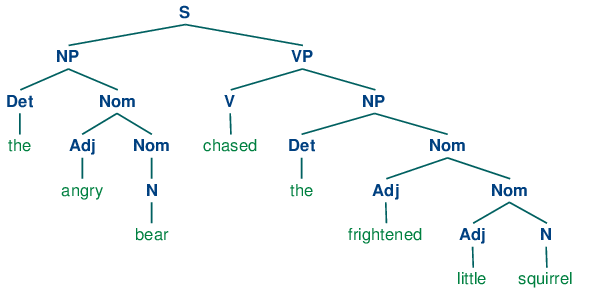 S
NP VP
Det Nom V NP
the Adj Nom chased Det Nom
angry N the Adj Nom
bear frightened Adj N
little squirrel